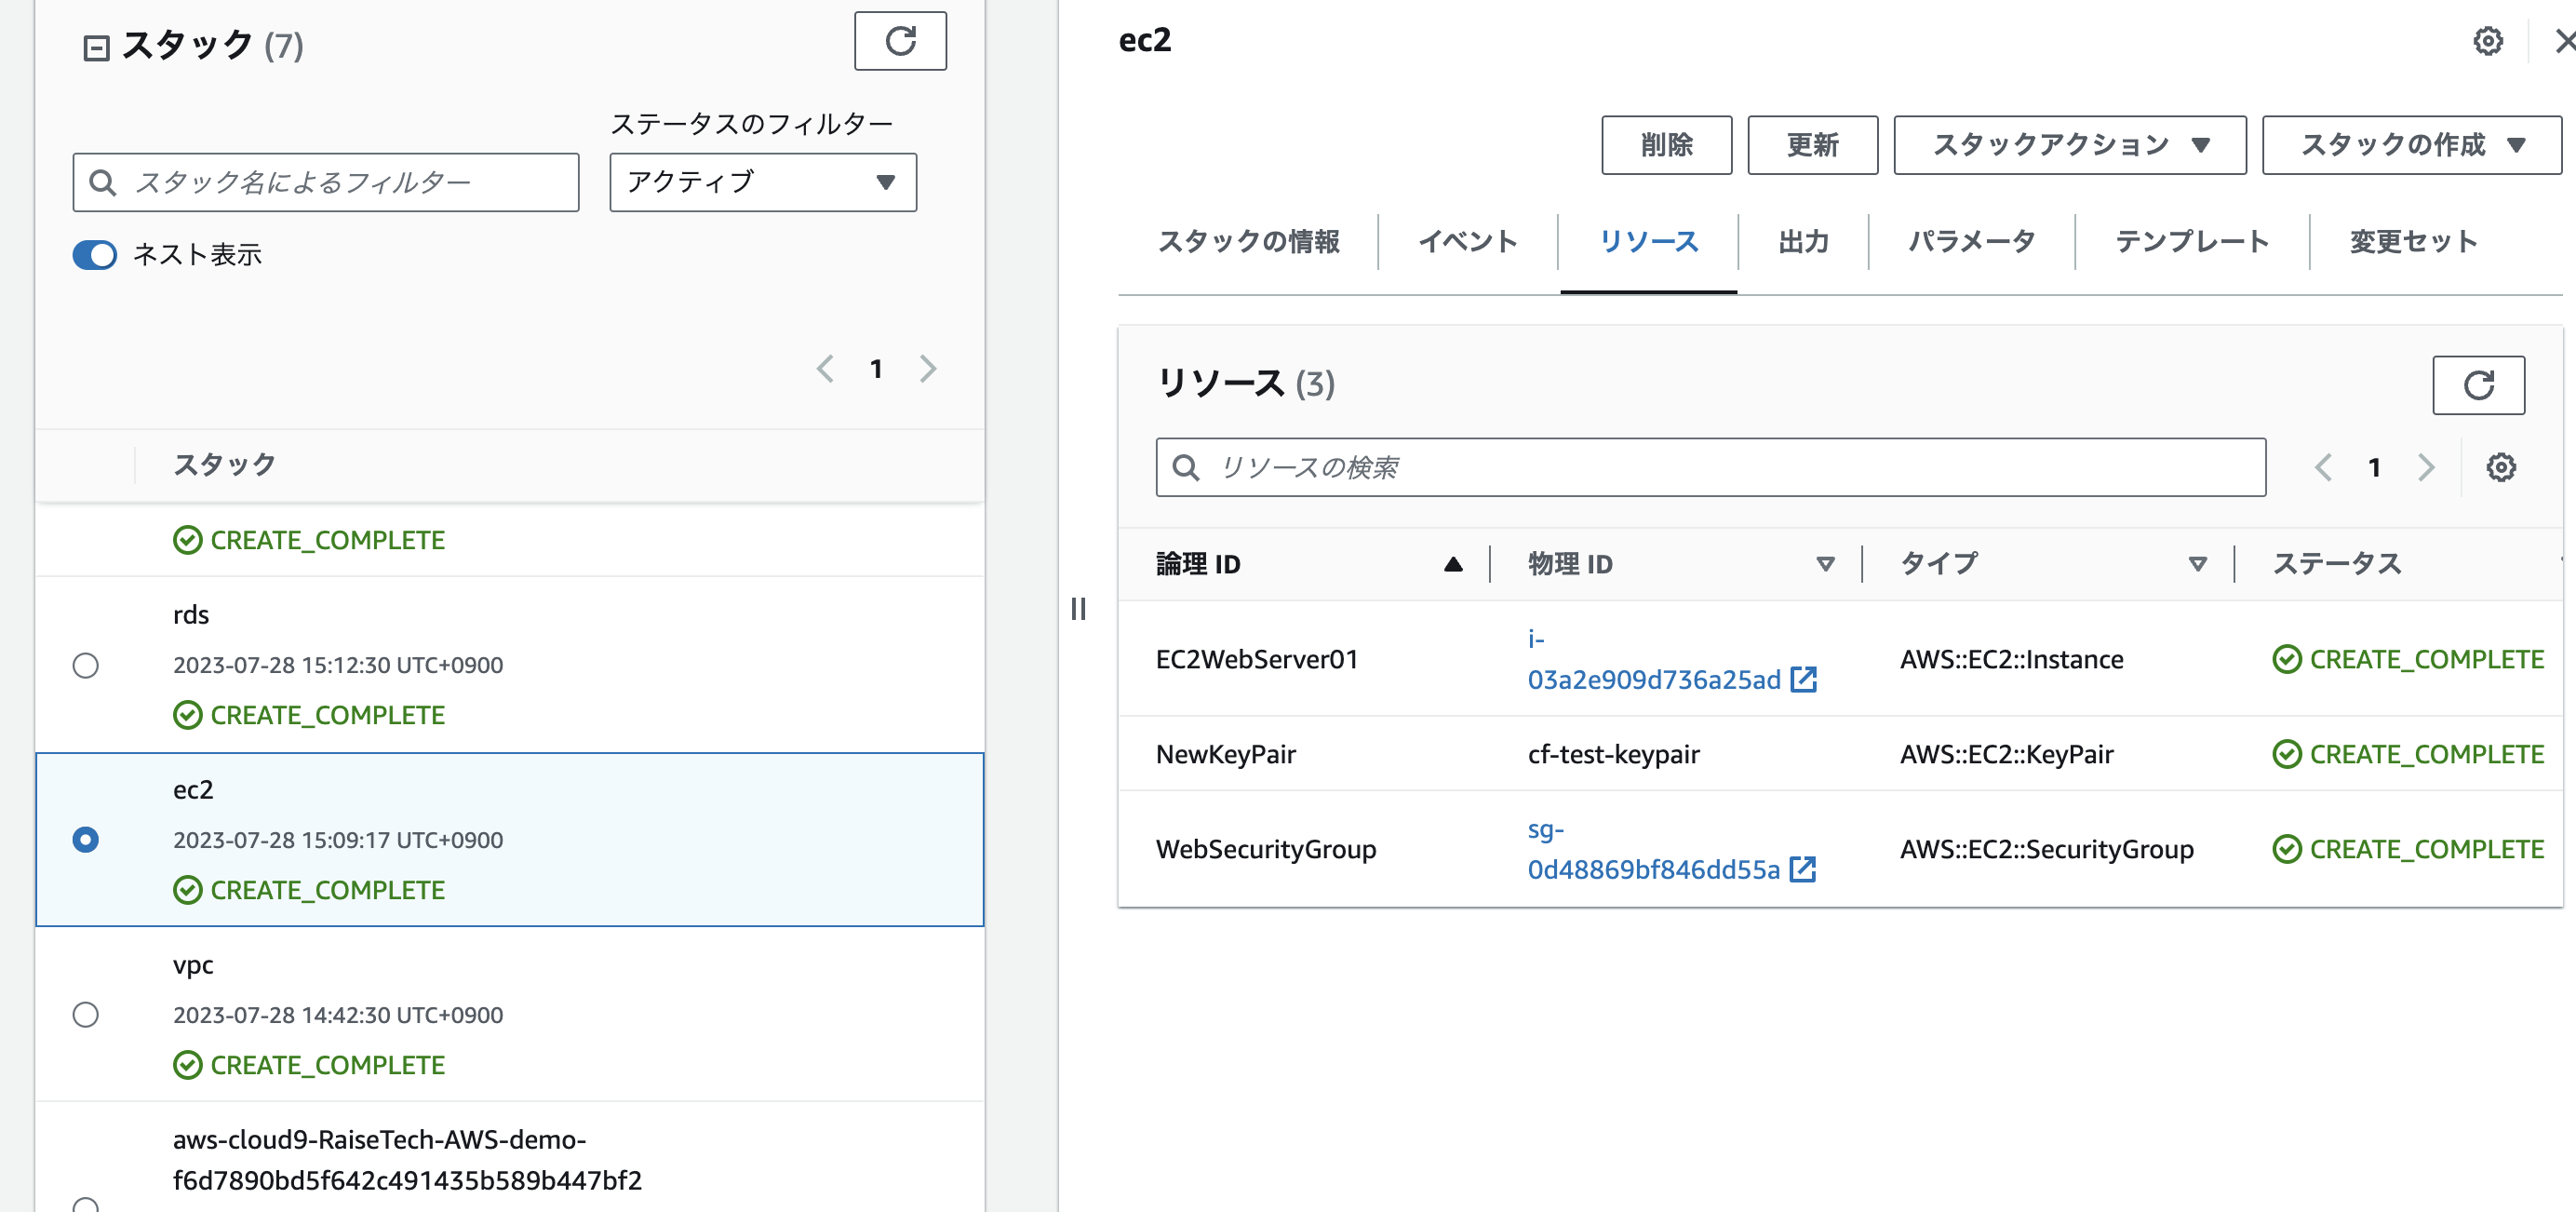 スタック (7)
ステータスのフィルター
スタック名によるフィルター
アクティブ
ネスト表示
1
スタック
CREATE_COMPLETE
rds
2023-07-28 15:12:30 UTC+0900
CREATE_COMPLETE
ec2
2023-07-28 15:09:17 UTC+0900
CREATE_COMPLETE
vpc
2023-07-28 14:42:30 UTC+0900
CREATE_COMPLETE
aws-cloud9-RaiseTech-AWS-demo-
f6d7890bd5f642c491435b589b447bf2
ec2
削除 更新 スタックアクション スタックの作成
スタックの情報 イベント リソース 出力 パラメータ テンプレート 変更セット
リソース (3)
リソースの検索
1
論理 ID 物理 ID タイプ ステータス
EC2WebServer01 i-03a2e909d736a25ad AWS::EC2::Instance CREATE_COMPLETE
NewKeyPair cf-test-keypair AWS::EC2::KeyPair CREATE_COMPLETE
WebSecurityGroup sg-0d48869bf846dd55a AWS::EC2::SecurityGroup CREATE_COMPLETE